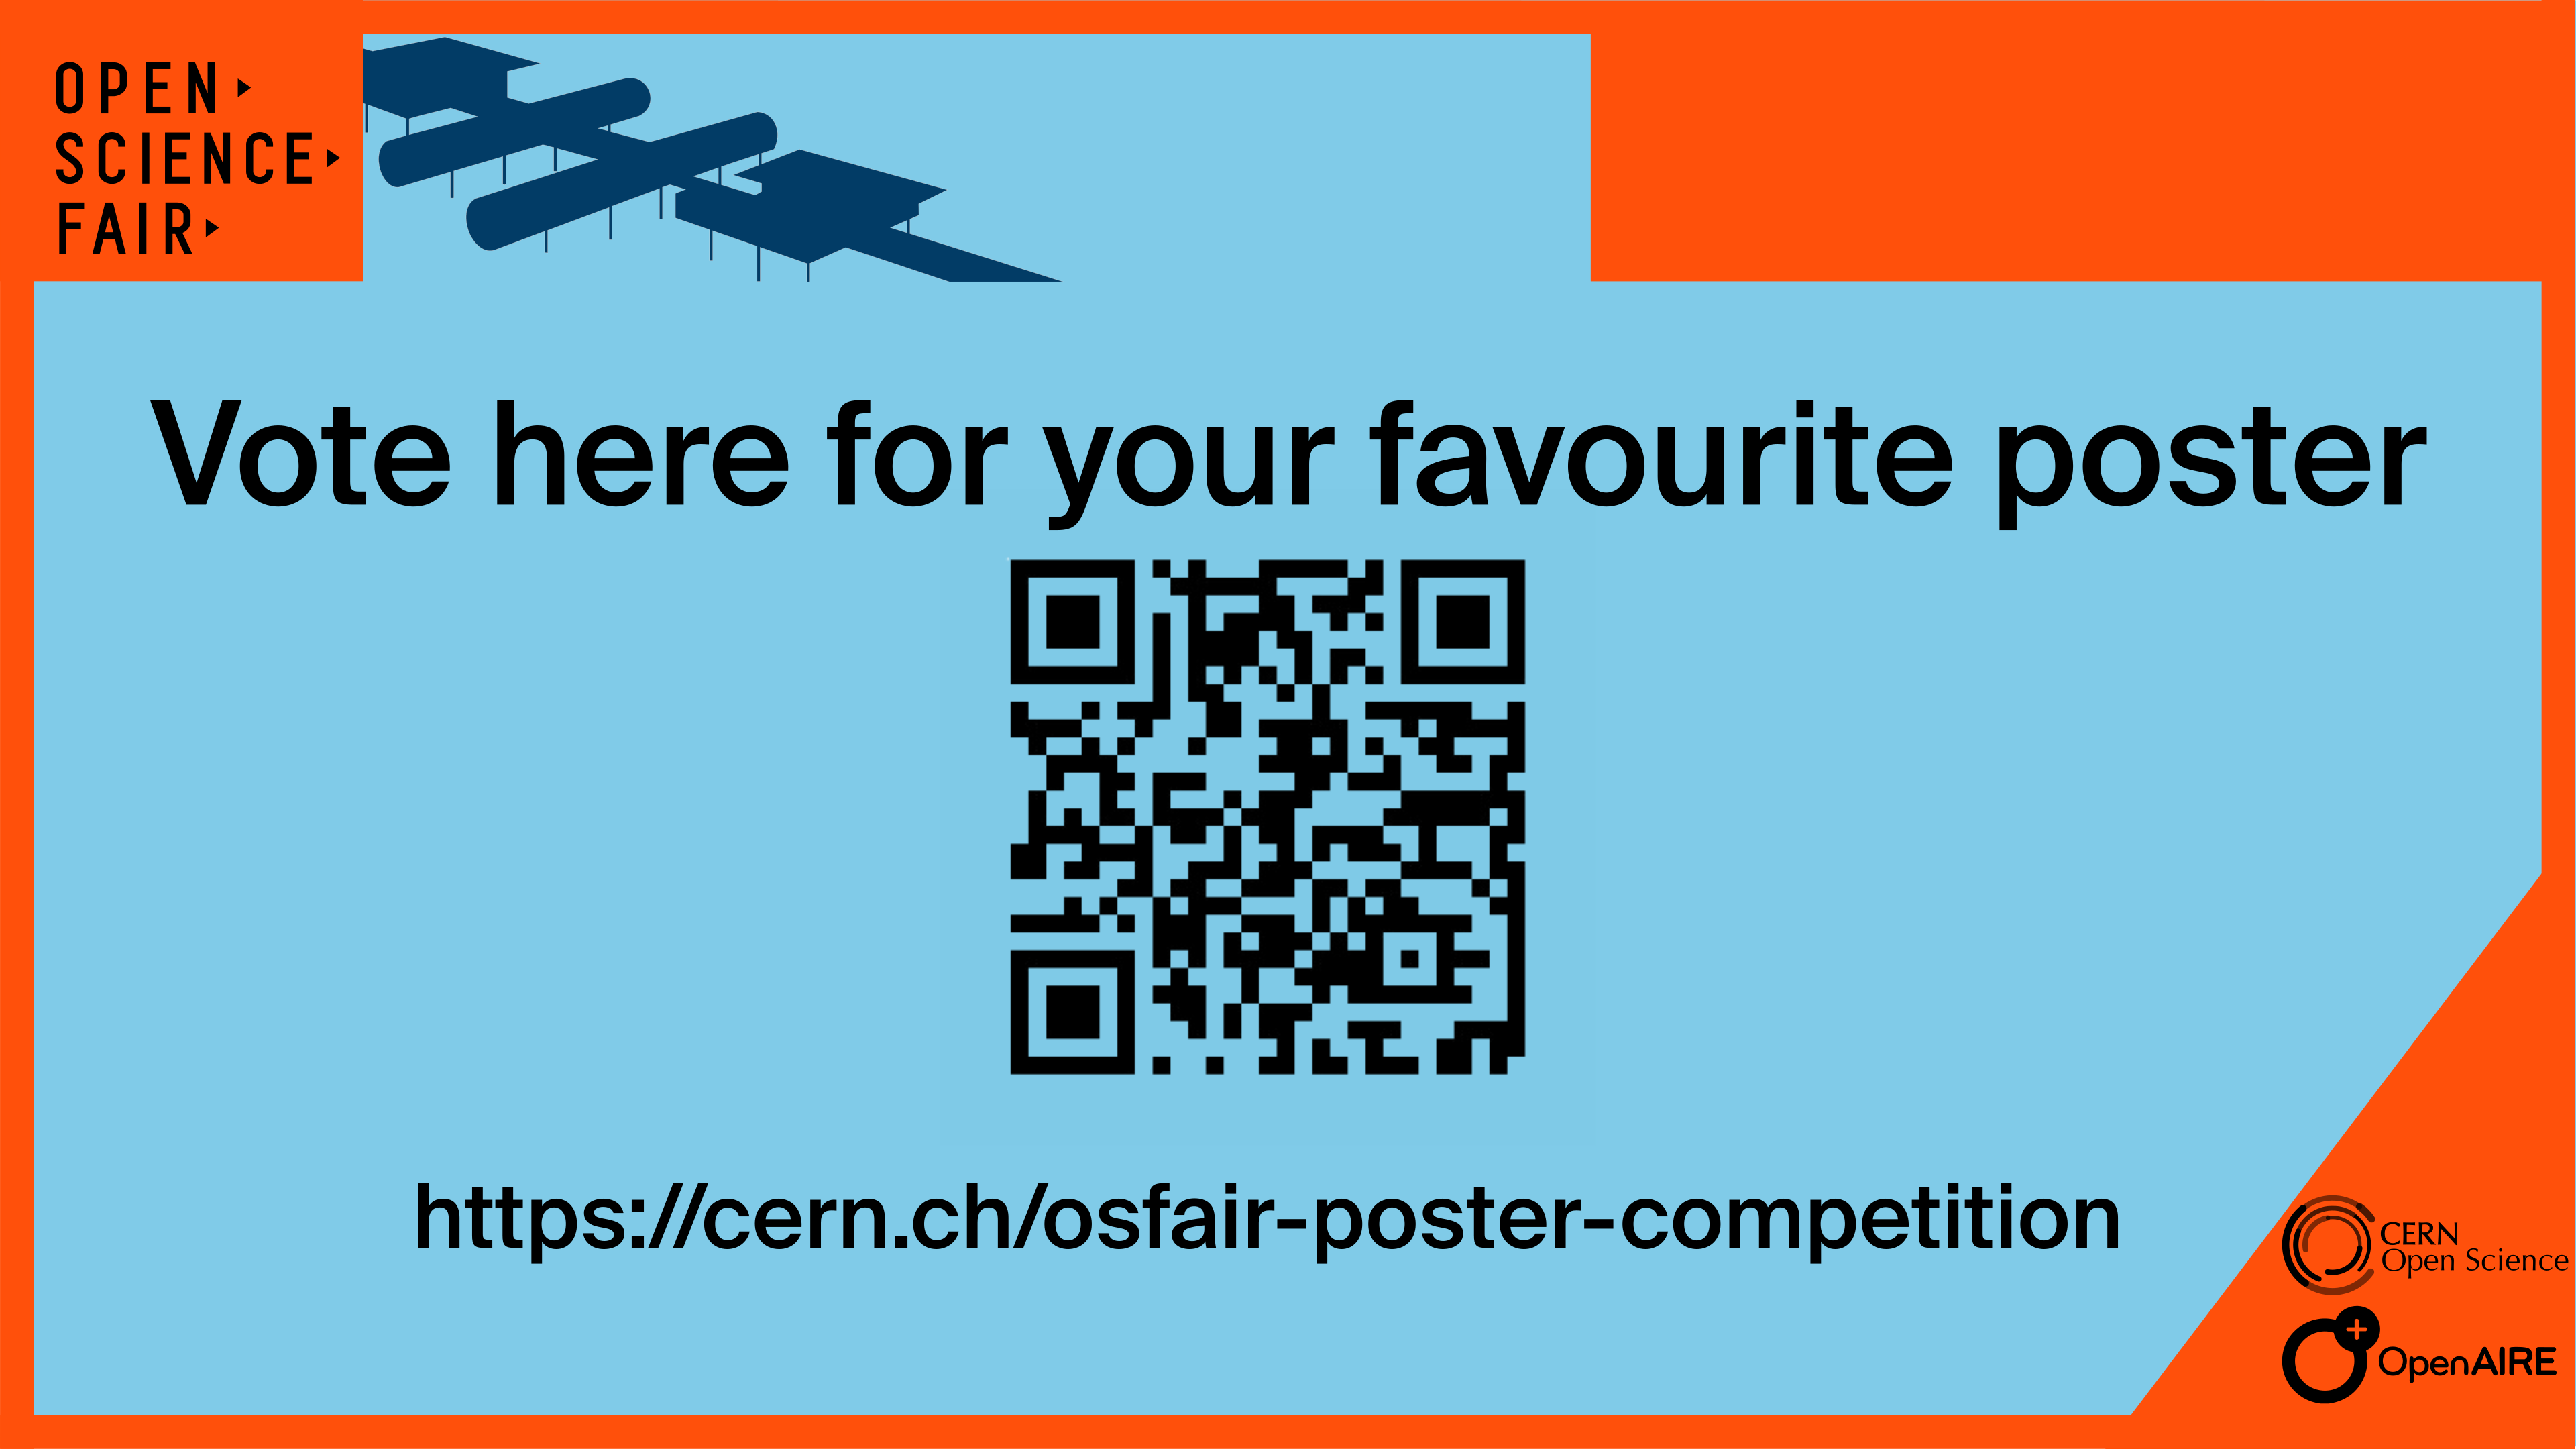 OPEN
SCIENCE
FAIR
Vote here for your favourite poster
https://cern.ch/osfair-poster-competition
CERN
Open Science
OpenAIRE